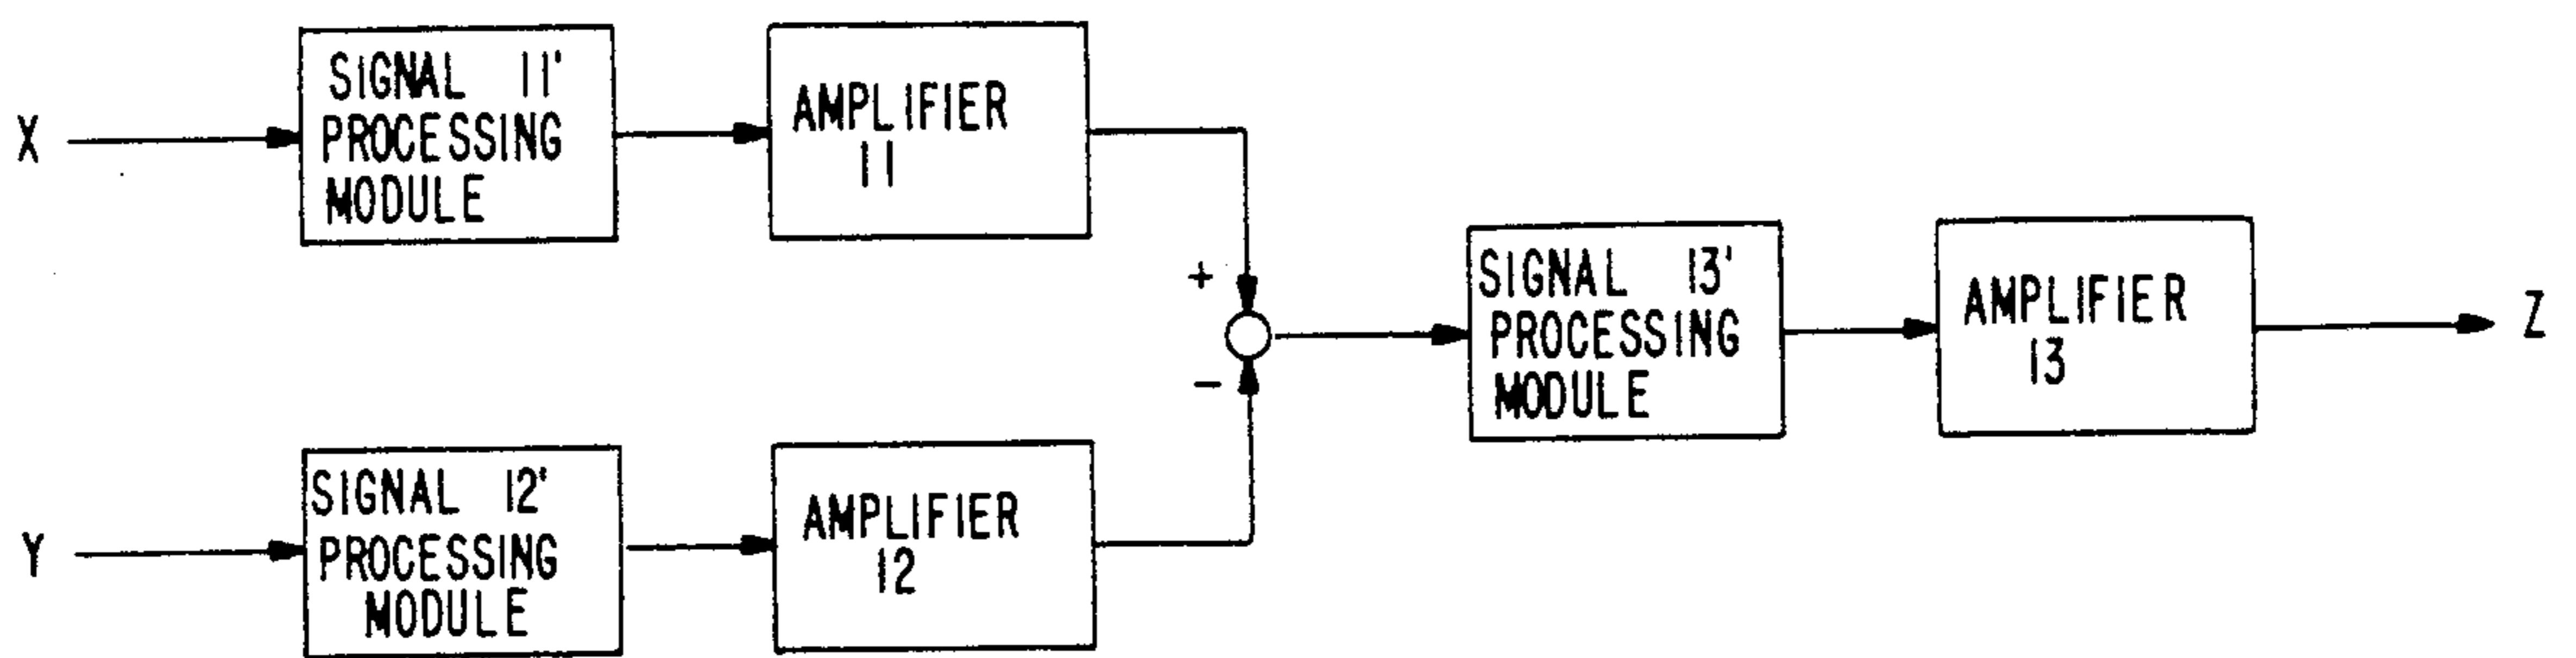 X
SIGNAL 11'
PROCESSING
MODULE
AMPLIFIER
11
+
-
SIGNAL 13'
PROCESSING
MODULE
AMPLIFIER
13
Z
Y
SIGNAL 12'
PROCESSING
MODULE
AMPLIFIER
12